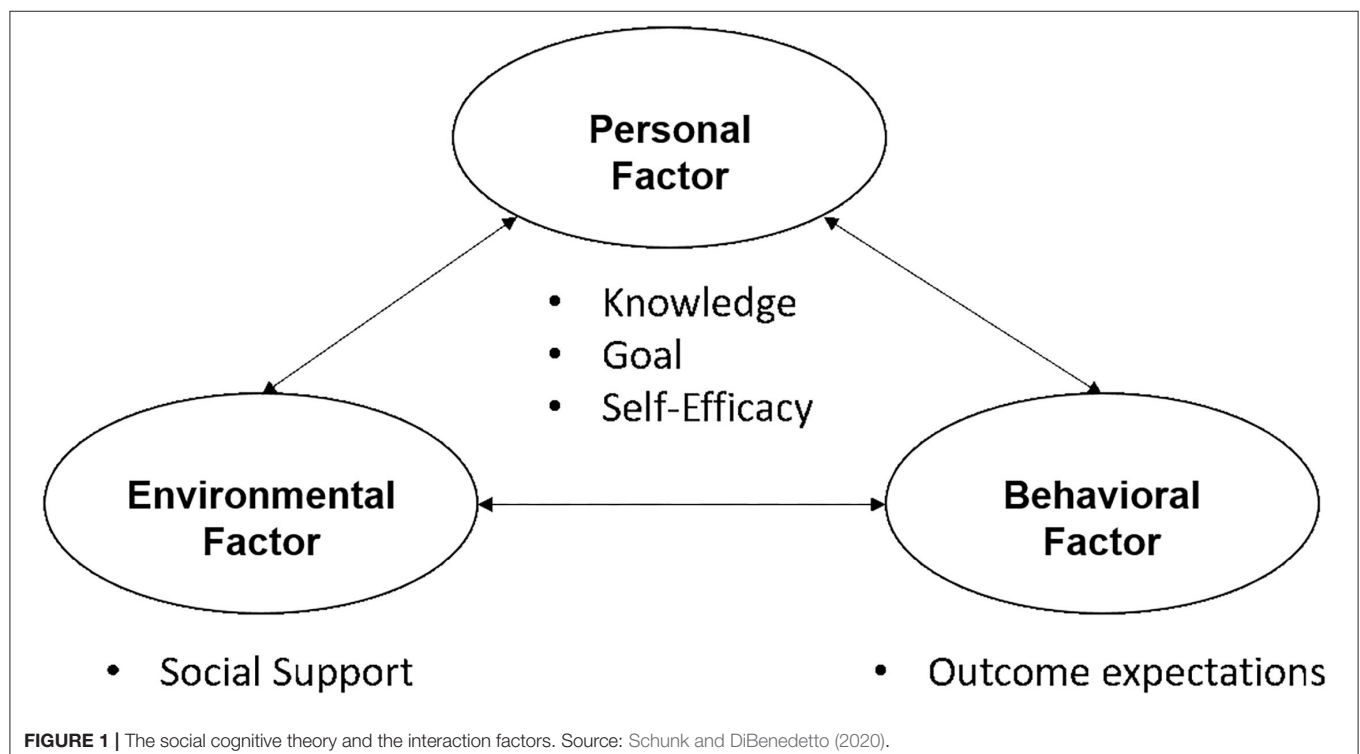 Personal
Factor
• Knowledge
• Goal
• Self-Efficacy
Environmental
Factor
Behavioral
Factor
• Social Support
• Outcome expectations
FIGURE 1 | The social cognitive theory and the interaction factors. Source: Schunk and DiBenedetto (2020).